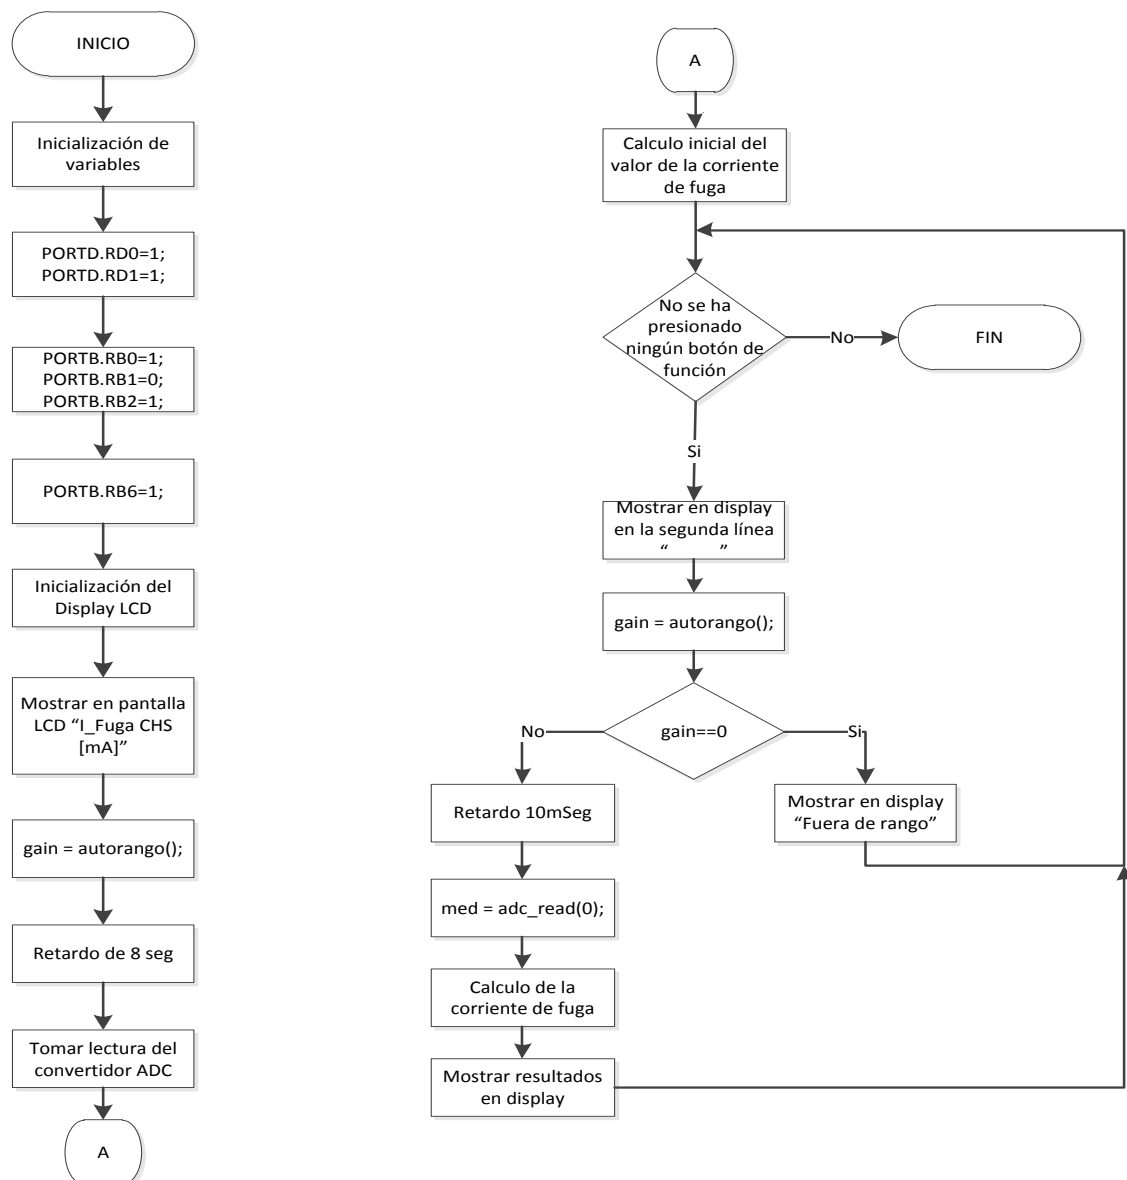 INICIO
Inicialización de
variables
PORTD.RD0=1;
PORTD.RD1=1;
PORTB.RB0=1;
PORTB.RB1=0;
PORTB.RB2=1;
PORTB.RB6=1;
Inicialización del
Display LCD
Mostrar en pantalla
LCD “I_Fuga CHS
[mA]”
gain = autorango();
Retardo de 8 seg
Tomar lectura del
convertidor ADC
A
A
Calculo inicial del
valor de la corriente
de fuga
No se ha
presionado
ningún botón de
función
No
FIN
Si
Mostrar en display
en la segunda línea
“          ”
gain = autorango();
gain==0
No
Si
Retardo 10mSeg
Mostrar en display
“Fuera de rango”
med = adc_read(0);
Calculo de la
corriente de fuga
Mostrar resultados
en display